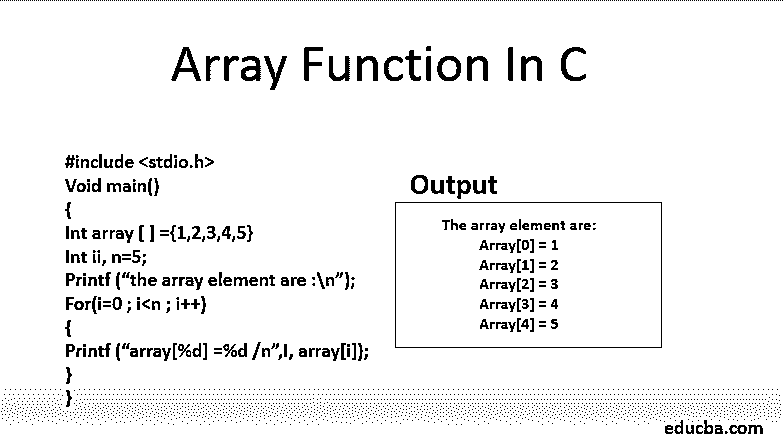 Array Function In C
#include <stdio.h>
Void main()
{
Int array [ ] ={1,2,3,4,5}
Int ii, n=5;
Printf (“the array element are :\n”);
For(i=0 ; i<n ; i++)
{
Printf (“array[%d] =%d /n”,I, array[i]);
}
}
Output
The array element are:
Array[0] = 1
Array[1] = 2
Array[2] = 3
Array[3] = 4
Array[4] = 5
educba.com